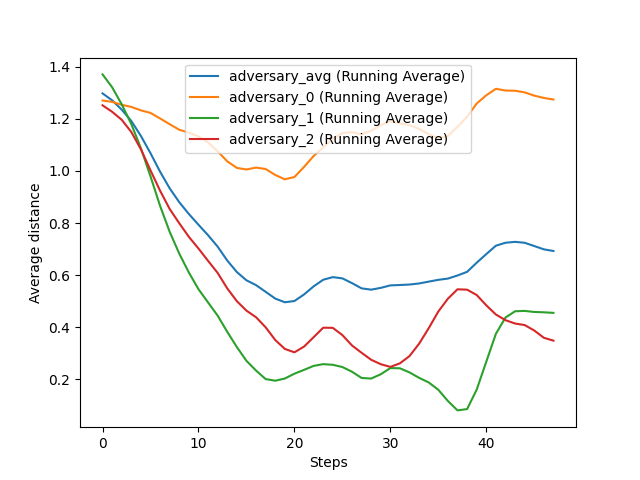 1.4
1.2
1.0
0.8
0.6
0.4
0.2
Average distance
adversary_avg (Running Average)
adversary_0 (Running Average)
adversary_1 (Running Average)
adversary_2 (Running Average)
0 10 20 30 40
Steps